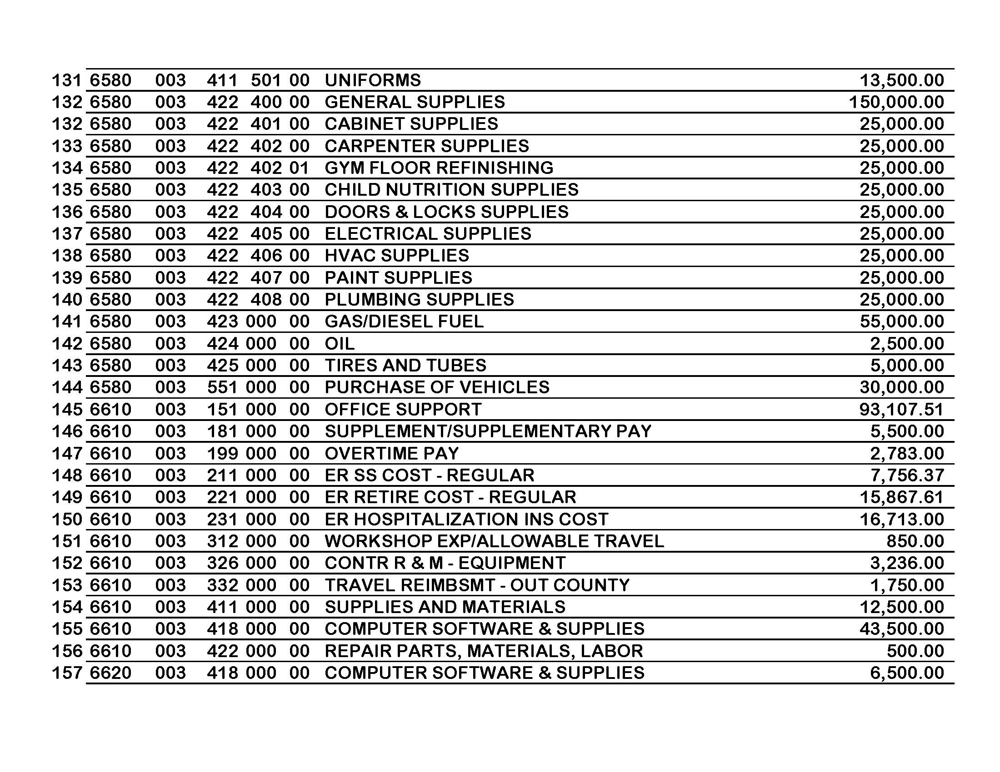 131 6580 003 411 501 00 UNIFORMS 13,500.00
132 6580 003 422 400 00 GENERAL SUPPLIES 150,000.00
132 6580 003 422 401 00 CABINET SUPPLIES 25,000.00
133 6580 003 422 402 00 CARPENTER SUPPLIES 25,000.00
134 6580 003 422 402 01 GYM FLOOR REFINISHING 25,000.00
135 6580 003 422 403 00 CHILD NUTRITION SUPPLIES 25,000.00
136 6580 003 422 404 00 DOORS & LOCKS SUPPLIES 25,000.00
137 6580 003 422 405 00 ELECTRICAL SUPPLIES 25,000.00
138 6580 003 422 406 00 HVAC SUPPLIES 25,000.00
139 6580 003 422 407 00 PAINT SUPPLIES 25,000.00
140 6580 003 422 408 00 PLUMBING SUPPLIES 25,000.00
141 6580 003 423 000 00 GAS/DIESEL FUEL 55,000.00
142 6580 003 424 000 00 OIL 2,500.00
143 6580 003 425 000 00 TIRES AND TUBES 5,000.00
144 6580 003 551 000 00 PURCHASE OF VEHICLES 30,000.00
145 6610 003 151 000 00 OFFICE SUPPORT 93,107.51
146 6610 003 181 000 00 SUPPLEMENT/SUPPLEMENTARY PAY 5,500.00
147 6610 003 199 000 00 OVERTIME PAY 2,783.00
148 6610 003 211 000 00 ER SS COST - REGULAR 7,756.37
149 6610 003 221 000 00 ER RETIRE COST - REGULAR 15,867.61
150 6610 003 231 000 00 ER HOSPITALIZATION INS COST 16,713.00
151 6610 003 312 000 00 WORKSHOP EXP/ALLOWABLE TRAVEL 850.00
152 6610 003 326 000 00 CONTR R & M - EQUIPMENT 3,236.00
153 6610 003 332 000 00 TRAVEL REIMBSMT - OUT COUNTY 1,750.00
154 6610 003 411 000 00 SUPPLIES AND MATERIALS 12,500.00
155 6610 003 418 000 00 COMPUTER SOFTWARE & SUPPLIES 43,500.00
156 6610 003 422 000 00 REPAIR PARTS, MATERIALS, LABOR 500.00
157 6620 003 418 000 00 COMPUTER SOFTWARE & SUPPLIES 6,500.00